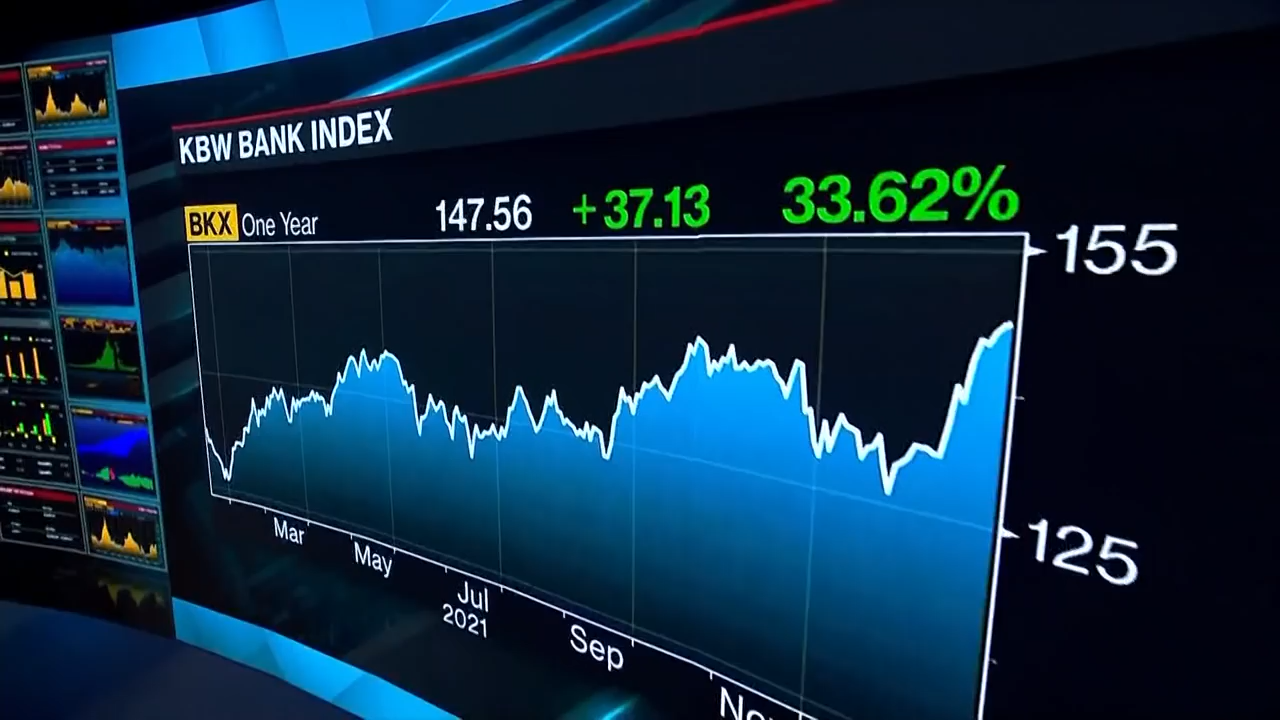 KBW BANK INDEX
BKX One Year 147.56 +37.13 33.62%
155
125
Mar
May
Jul
2021
Sep